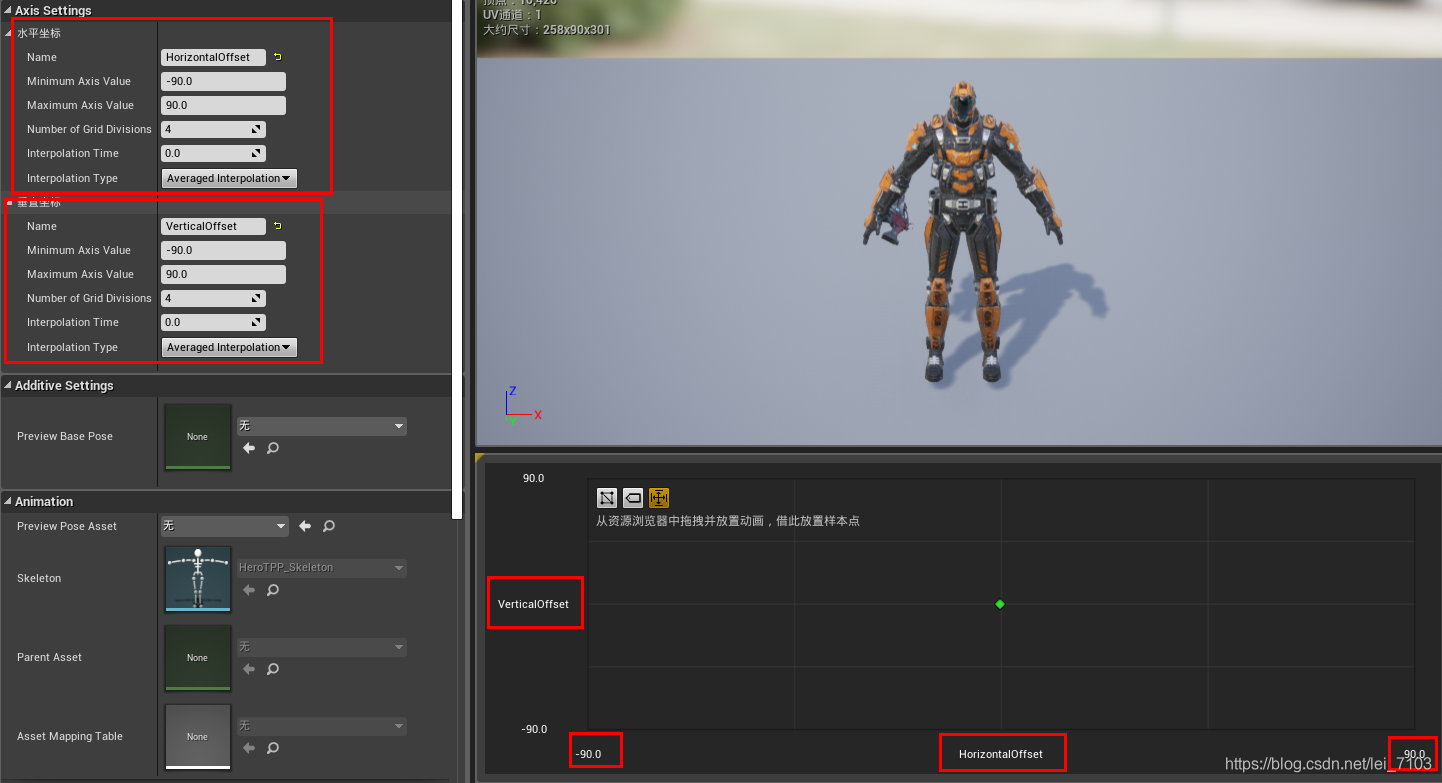 Axis Settings
水平坐标
Name HorizontalOffset
Minimum Axis Value -90.0
Maximum Axis Value 90.0
Number of Grid Divisions 4
Interpolation Time 0.0
Interpolation Type Averaged Interpolation
垂直坐标
Name VerticalOffset
Minimum Axis Value -90.0
Maximum Axis Value 90.0
Number of Grid Divisions 4
Interpolation Time 0.0
Interpolation Type Averaged Interpolation
Additive Settings
Preview Base Pose None 无
Animation
Preview Pose Asset 无
Skeleton HeroTPP_Skeleton
Parent Asset None 无
Asset Mapping Table None 无
UV通道：1
大约尺寸：258x90x301
Z
X
90.0
从资源浏览器中拖拽并放置动画，借此放置样本点
VerticalOffset
-90.0
-90.0 HorizontalOffset 90.0
https://blog.csdn.net/lei_7103